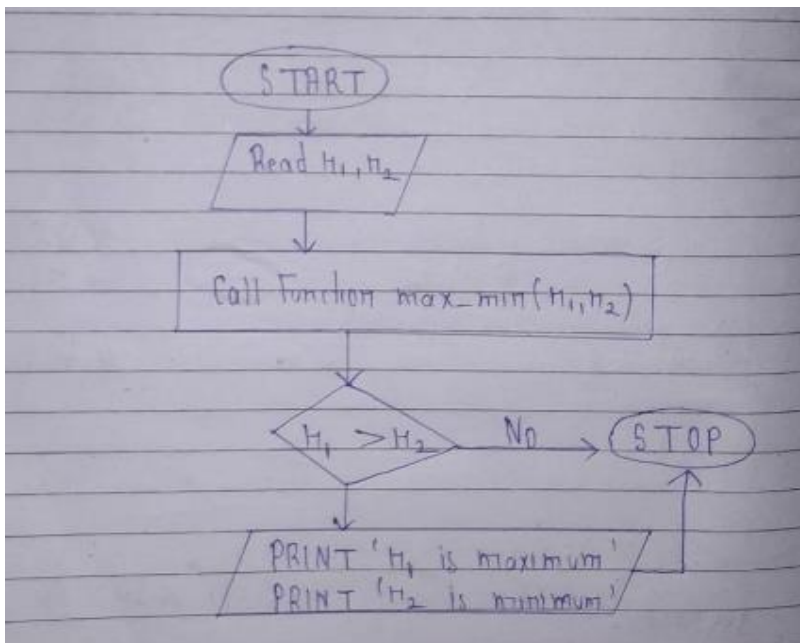 START
Read n₁, n₂
Call Function max_min(n₁, n₂)
n₁ > n₂
NO
STOP
PRINT 'n₁ is maximum'
PRINT 'n₂ is minimum'